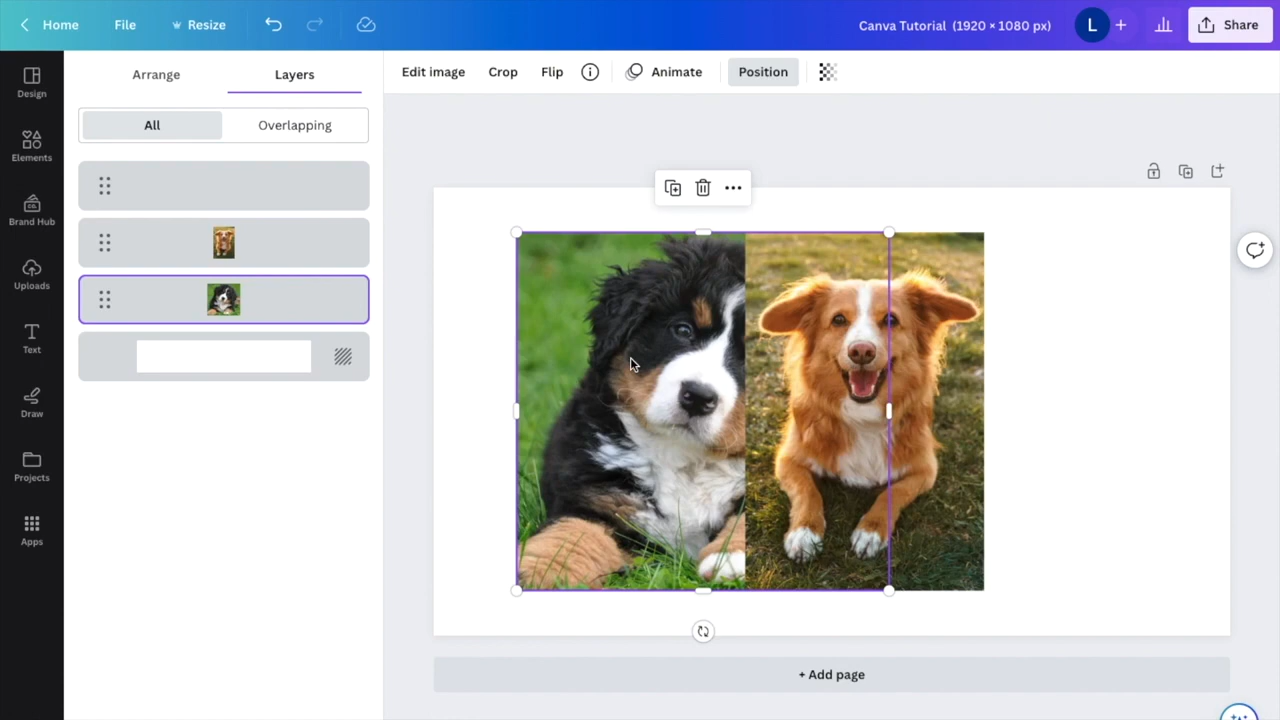 Home File Resize Canva Tutorial (1920 × 1080 px) L + Share
Arrange Layers
Edit image Crop Flip Animate Position
All Overlapping
Design
Elements
Brand Hub
Uploads
Text
Draw
Projects
Apps
+ Add page